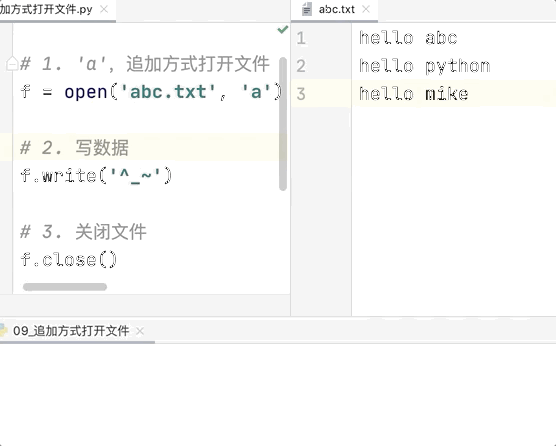 加方式打开文件.py
# 1. 'a', 追加方式打开文件
f = open('abc.txt', 'a')
# 2. 写数据
f.write('^_~')
# 3. 关闭文件
f.close()
abc.txt
1 hello abc
2 hello python
3 hello mike
09_追加方式打开文件